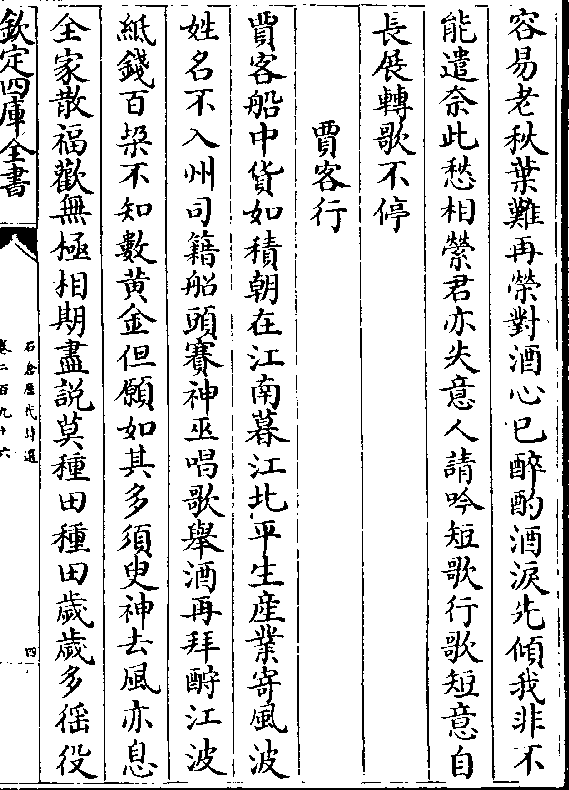 容易老秋葉難再榮對酒心已醉酌酒淚先傾我非不
能遣奈此愁相縈君亦失意人請吟短歌行歌短意自
長展轉歌不停
賈客行
賈客船中貨如積朝在江南暮江北平生産業寄風波
姓名不入州司籍船頭賽神巫唱歌舉酒再拜酹江波
紙錢百梱不知數黃金但願如其多須臾神去風亦息
全家散福歡無極相期盡説莫種田種田歲歲多徭役
欽定四庫全書
石倉歷代詩選
卷二百九十六
四